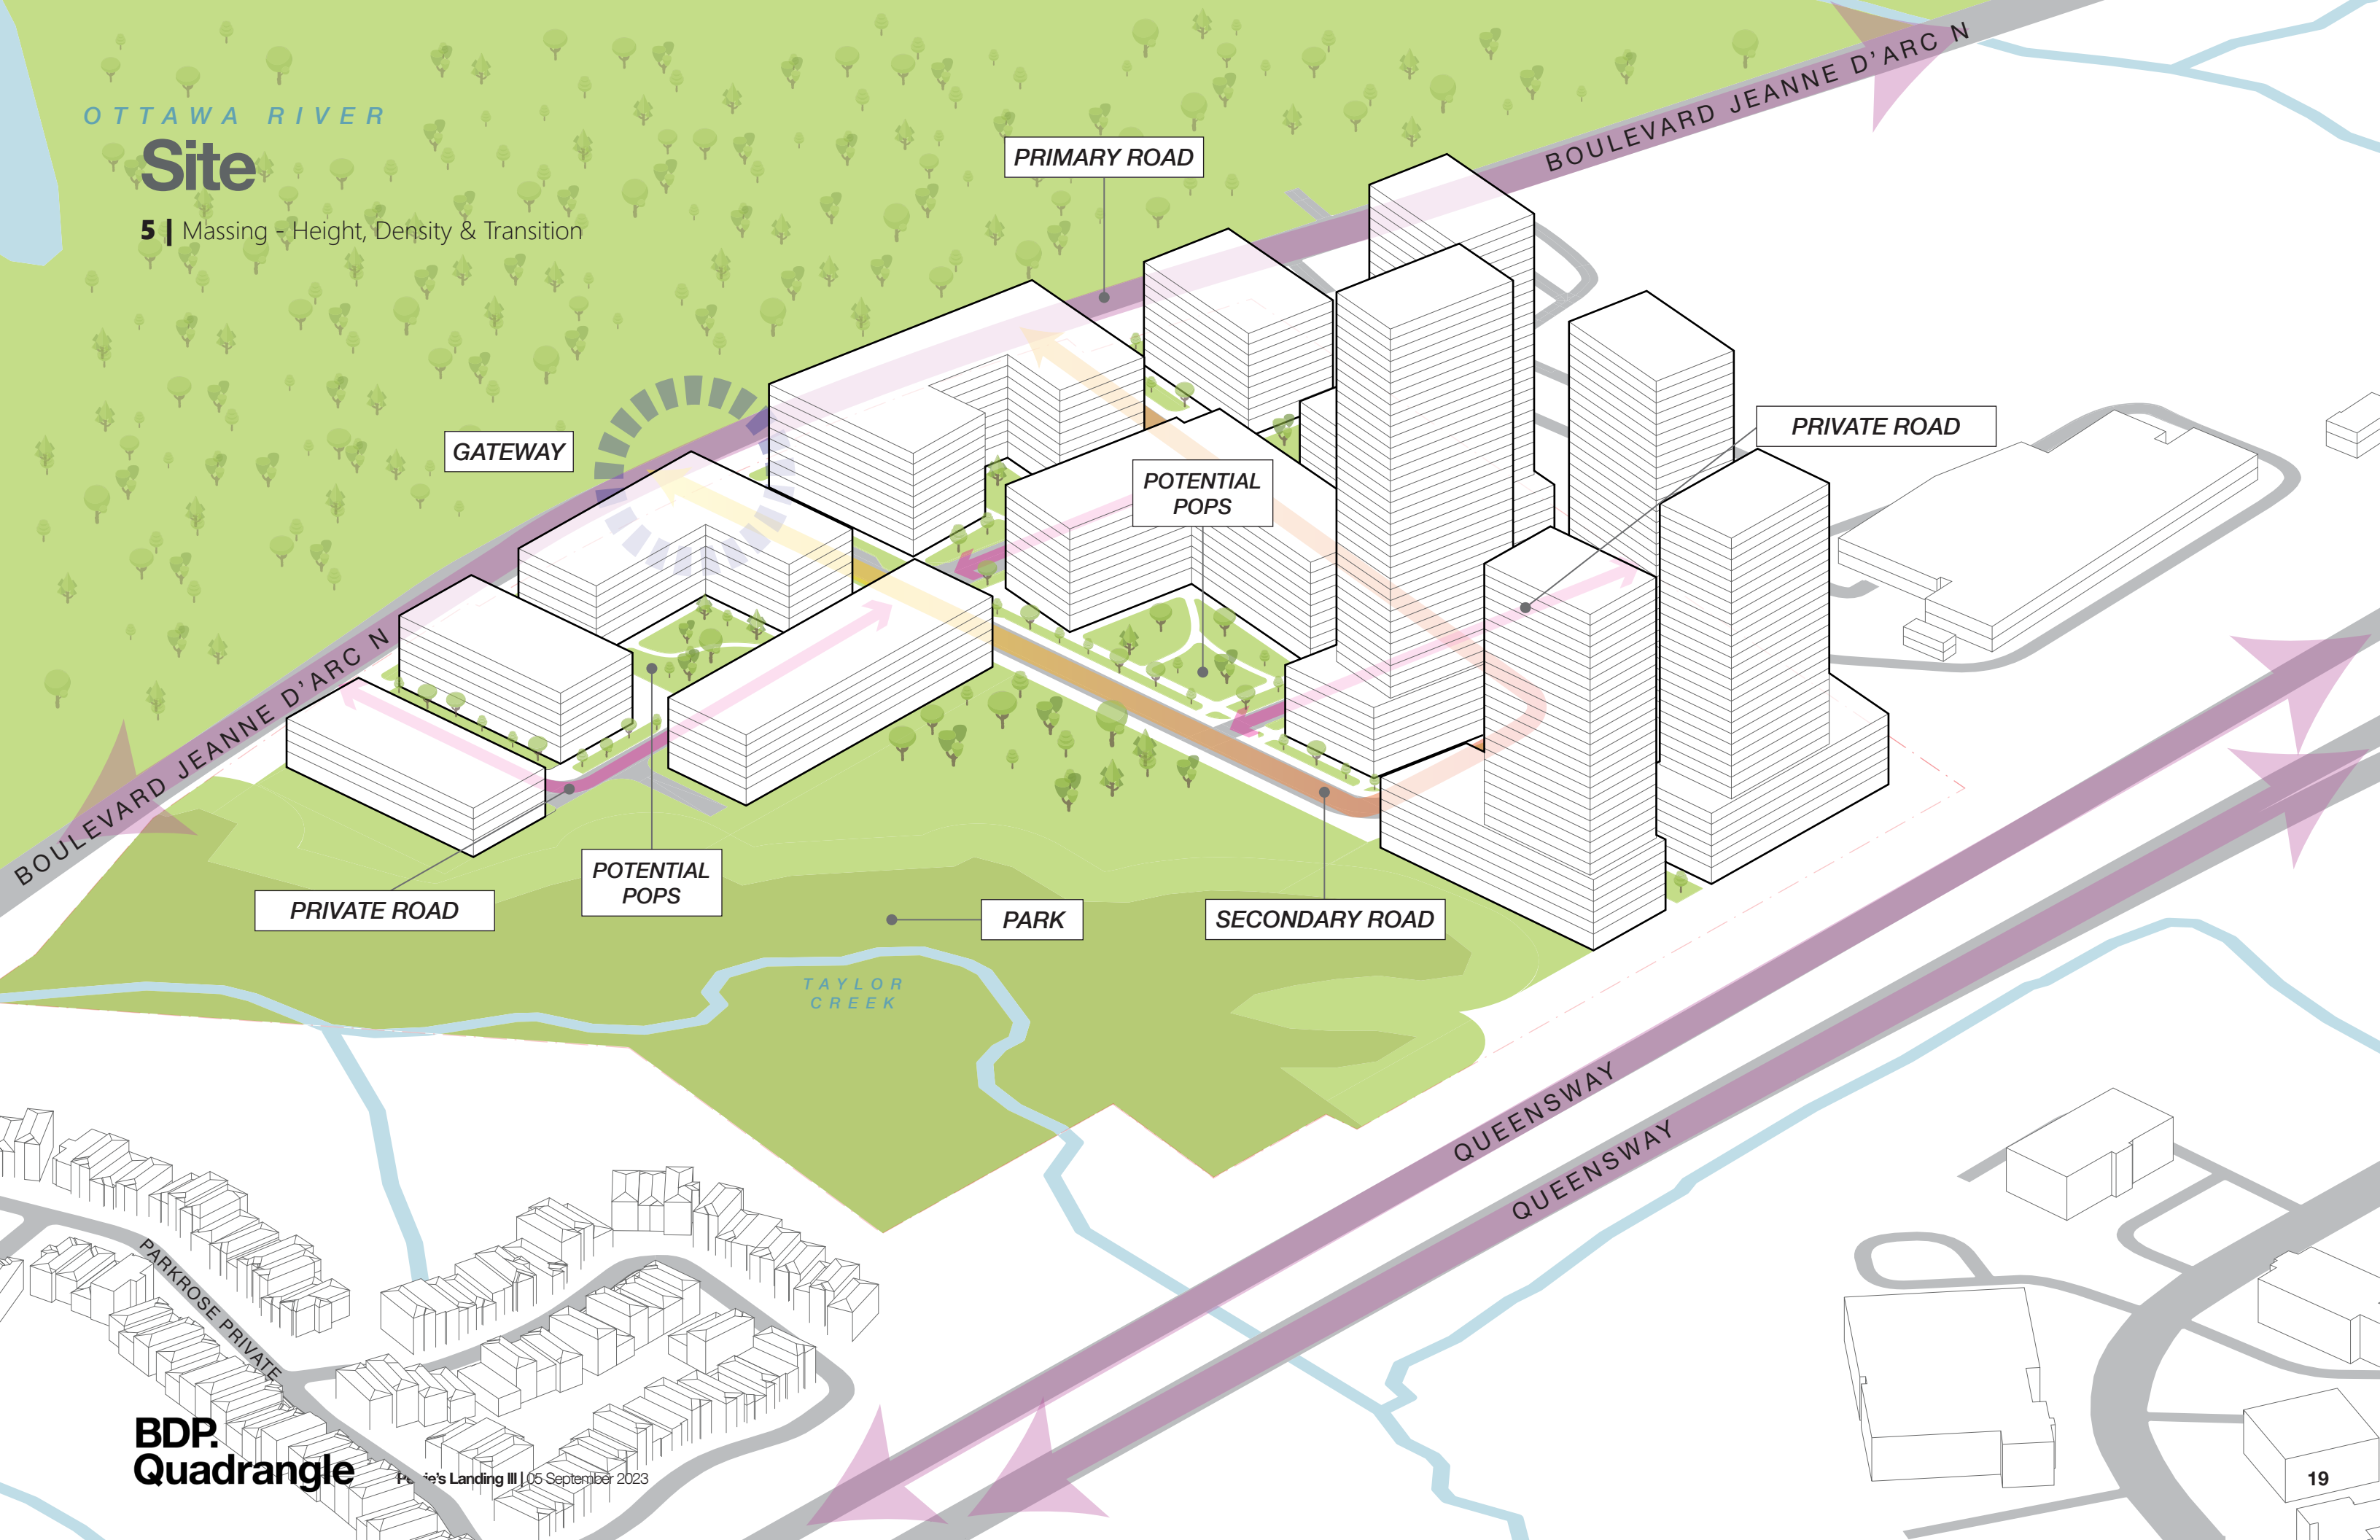 OTTAWA RIVER
Site
5 | Massing - Height, Density & Transition
BOULEVARD JEANNE D'ARC N
PRIMARY ROAD
GATEWAY
PRIVATE ROAD
POTENTIAL
POPS
BOULEVARD JEANNE D'ARC N
PRIVATE ROAD
POTENTIAL
POPS
PARK
SECONDARY ROAD
TAYLOR
CREEK
QUEENSWAY
QUEENSWAY
PARKROSE PRIVATE
BDP.
Quadrangle
Landing III | 05 September 2023
19